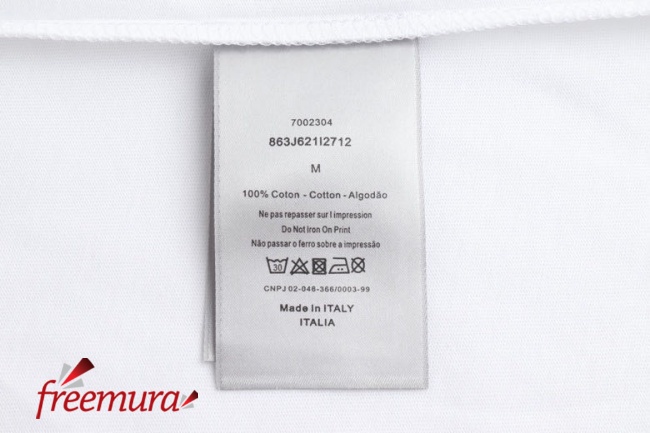 7002304
863J621I2712
M
100% Coton - Cotton - Algodão
Ne pas repasser sur l impression
Do Not Iron On Print
Não passar o ferro sobre a impressão
30
CNPJ 02-046-366/0003-99
Made in ITALY
ITALIA
freemura